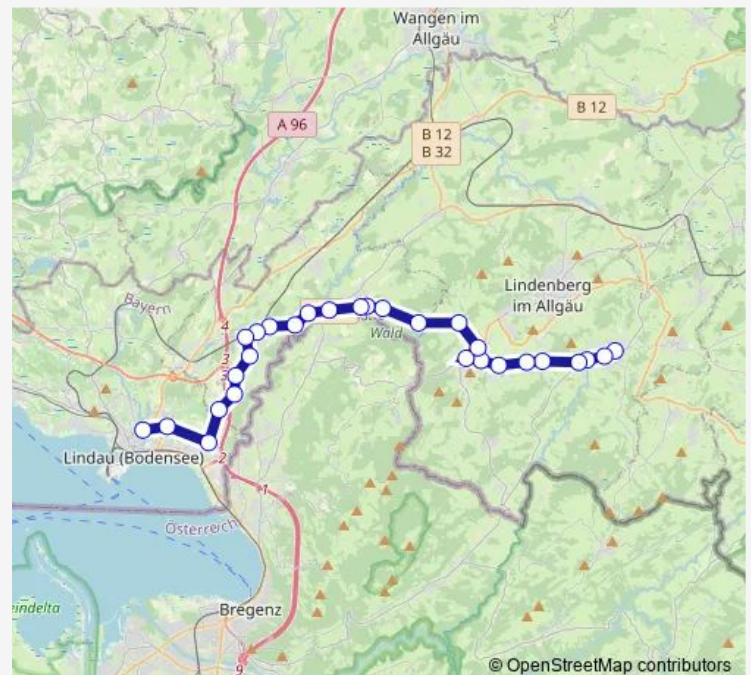 Wangen im
Allgäu
A 96
B 12
B 12
B 32
Lindenberg
im Allgäu
Bayern
4
Wald
3
Lindau (Bodensee)
2
1
Österreich
eindelta
Bregenz
9
© OpenStreetMap contributors